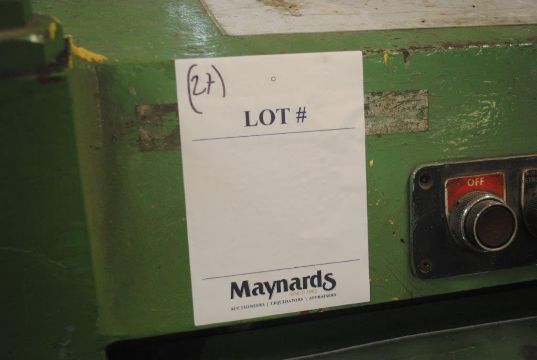 (27)
LOT #
Maynards
AUCTIONEERS | LIQUIDATORS | APPRAISERS
OFF